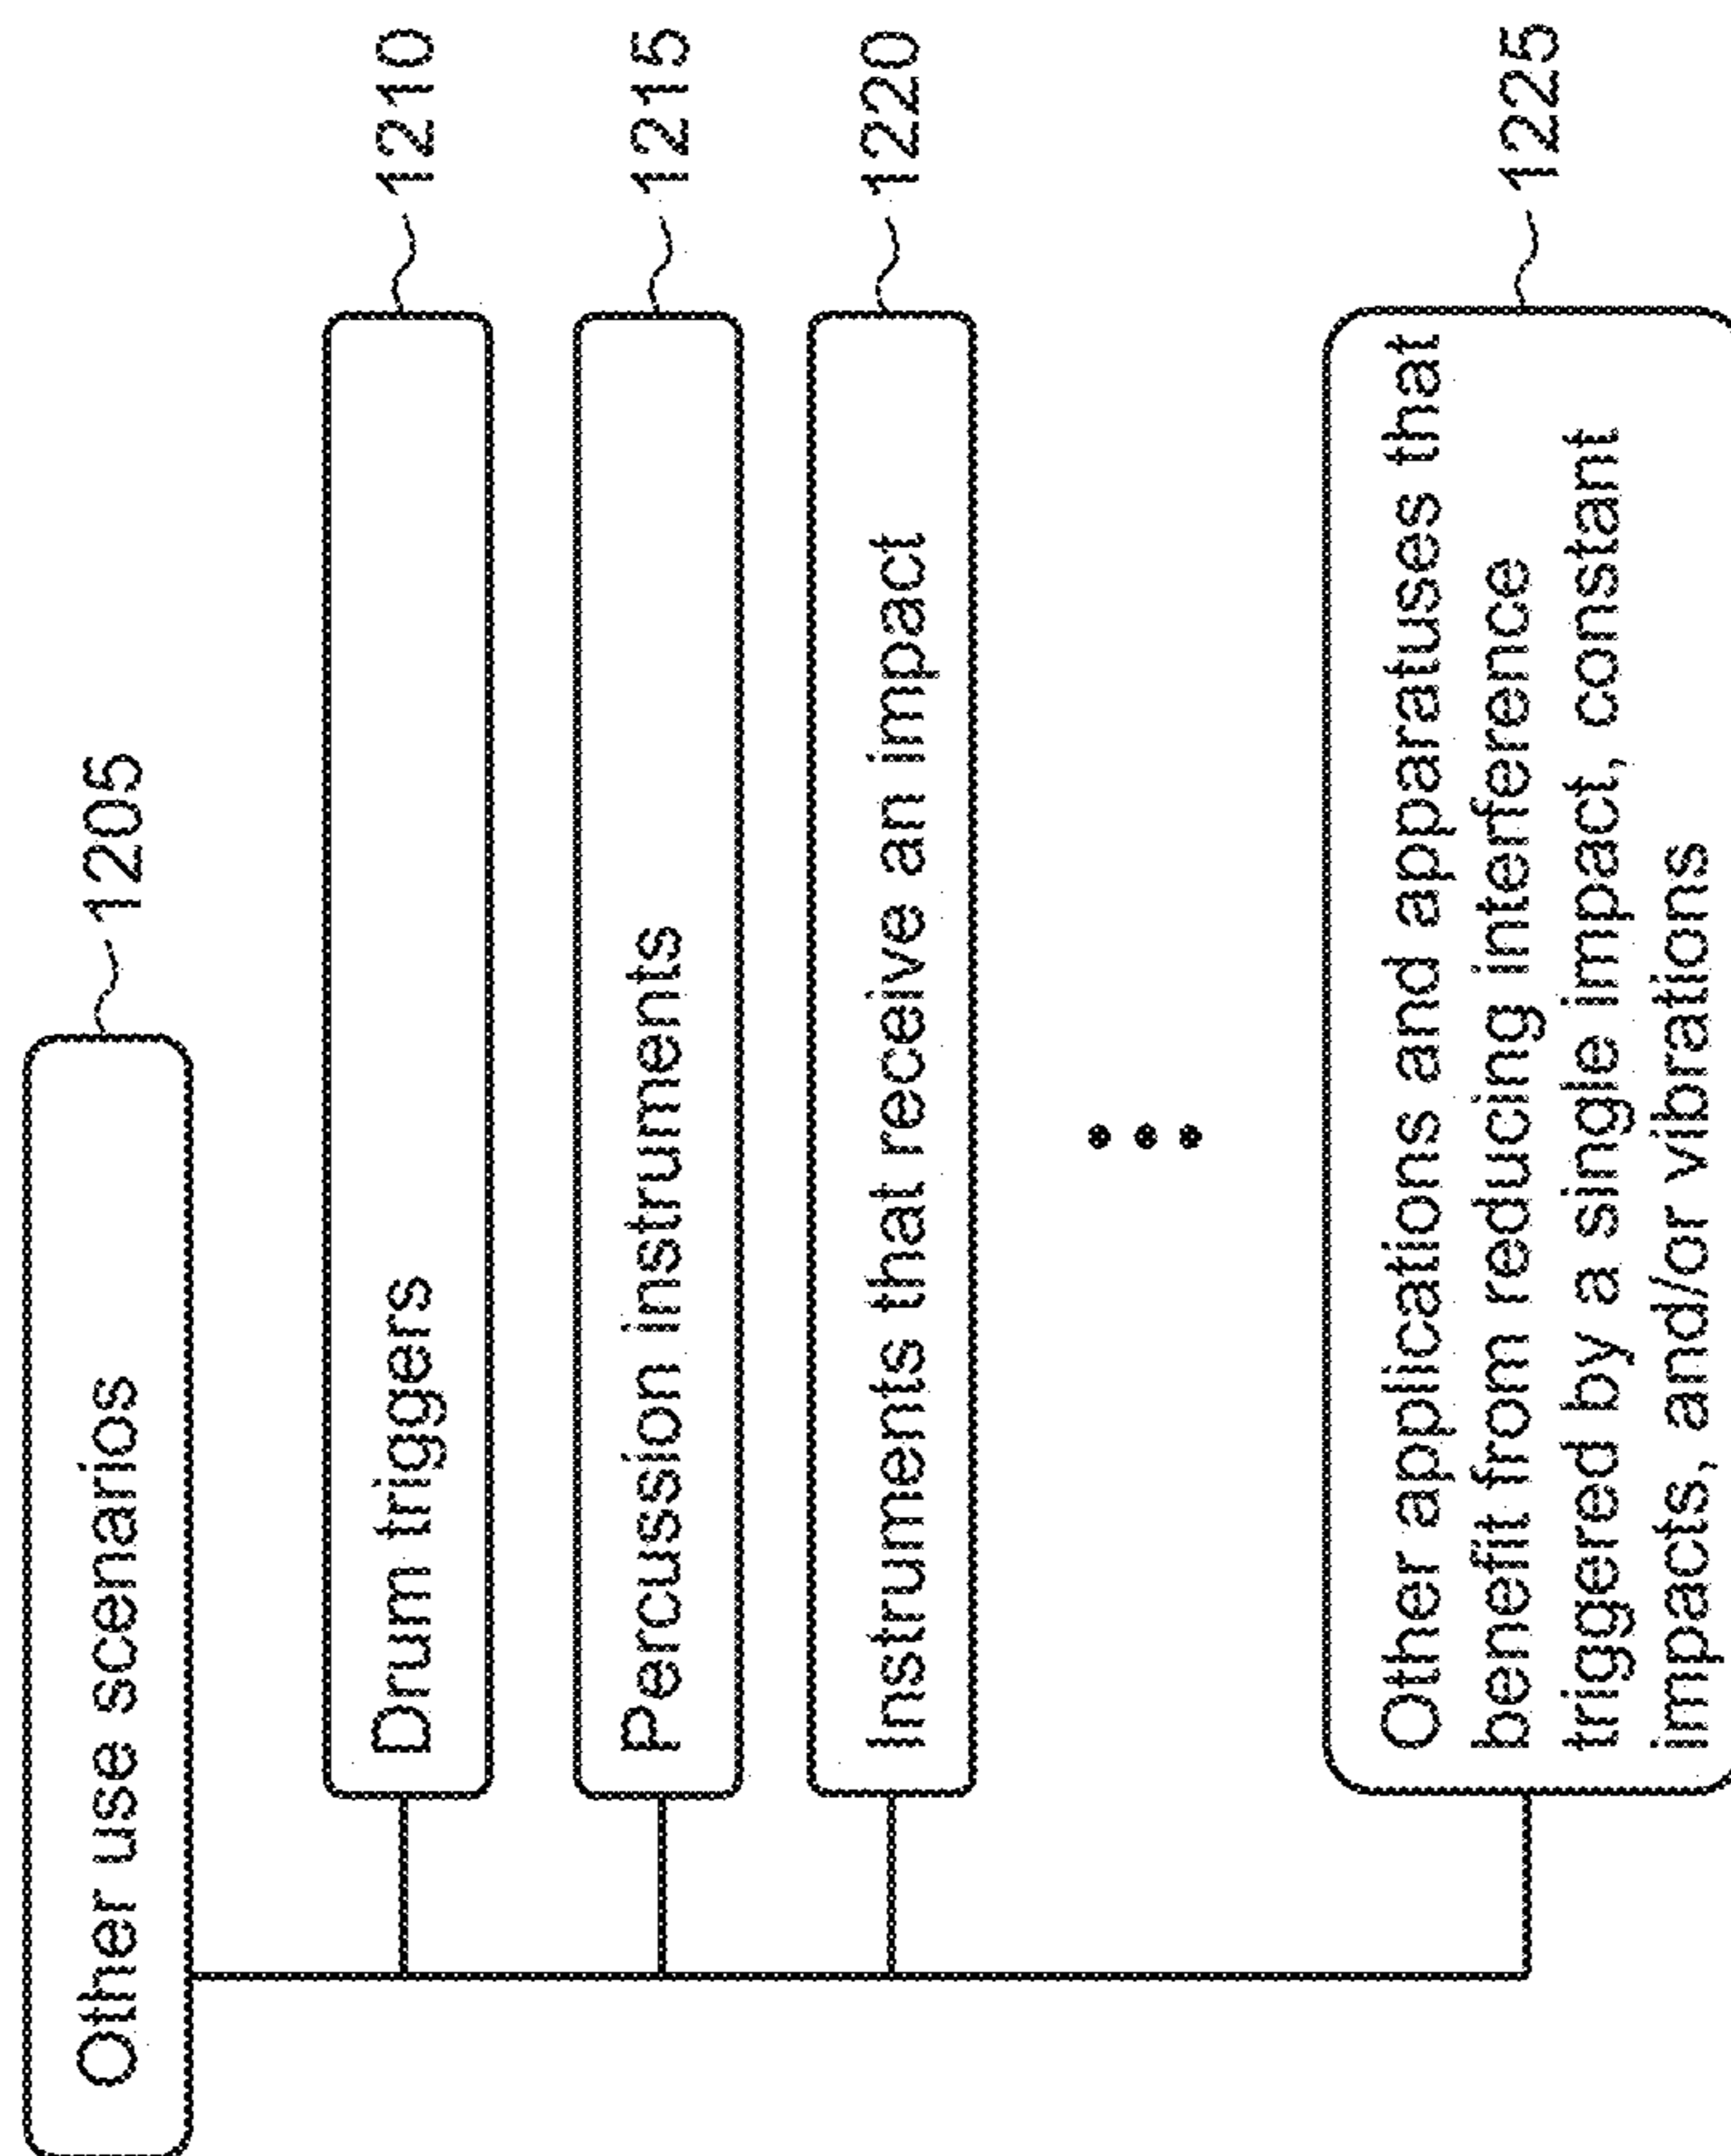 Other use scenarios
1205
Drum triggers
1210
Percussion instruments
1215
Instruments that receive an impact
1220
Other applications and apparatuses that
benefit from reducing interference
triggered by a single impact, constant
impacts, and/or vibrations
1225